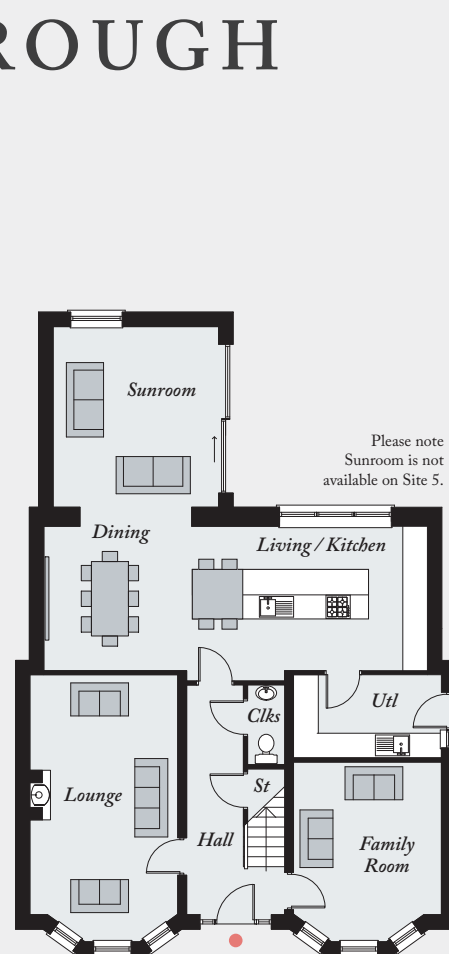 ROUGH
Sunroom
Please note
Sunroom is not
available on Site 5.
Dining
Living / Kitchen
Clks
Utl
St
Lounge
Hall
Family
Room